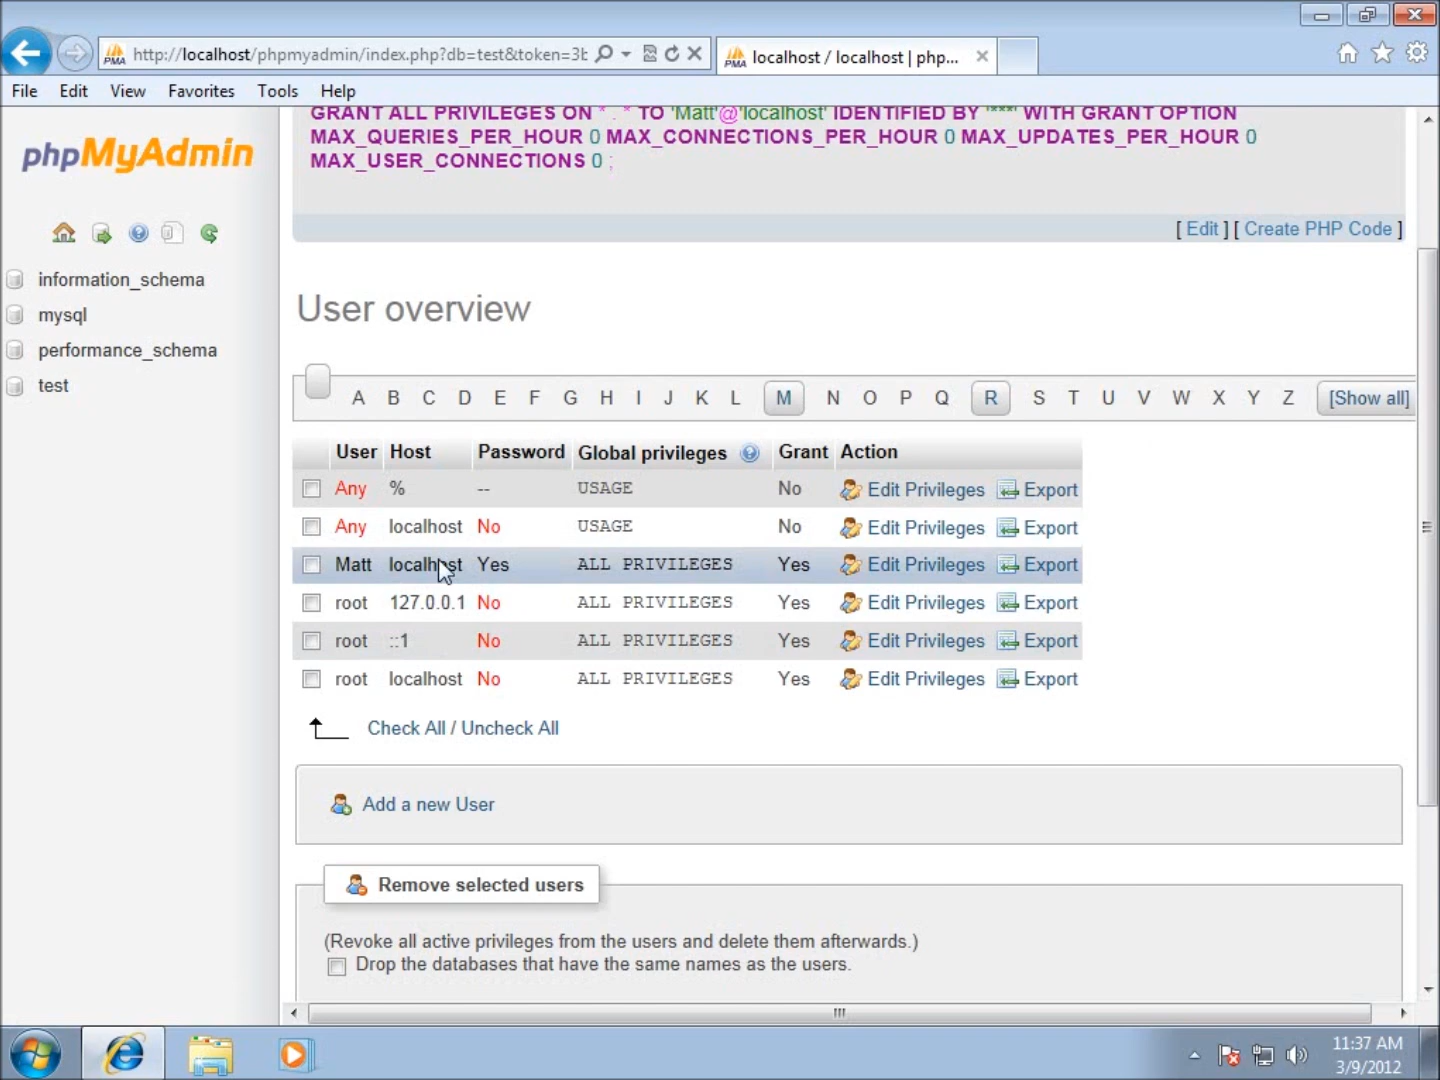 http://localhost/phpmyadmin/index.php?db=test&token=3b
localhost / localhost | php...
File Edit View Favorites Tools Help
phpMyAdmin
GRANT ALL PRIVILEGES ON * . * TO 'Matt'@'localhost' IDENTIFIED BY '***' WITH GRANT OPTION
MAX_QUERIES_PER_HOUR 0 MAX_CONNECTIONS_PER_HOUR 0 MAX_UPDATES_PER_HOUR 0
MAX_USER_CONNECTIONS 0 ;
[ Edit ] [ Create PHP Code ]
information_schema
mysql
performance_schema
test
User overview
A B C D E F G H I J K L M N O P Q R S T U V W X Y Z [Show all]
User Host Password Global privileges Grant Action
Any % -- USAGE No Edit Privileges Export
Any localhost No USAGE No Edit Privileges Export
Matt localhost Yes ALL PRIVILEGES Yes Edit Privileges Export
root 127.0.0.1 No ALL PRIVILEGES Yes Edit Privileges Export
root ::1 No ALL PRIVILEGES Yes Edit Privileges Export
root localhost No ALL PRIVILEGES Yes Edit Privileges Export
Check All / Uncheck All
Add a new User
Remove selected users
(Revoke all active privileges from the users and delete them afterwards.)
Drop the databases that have the same names as the users.
11:37 AM
3/9/2012